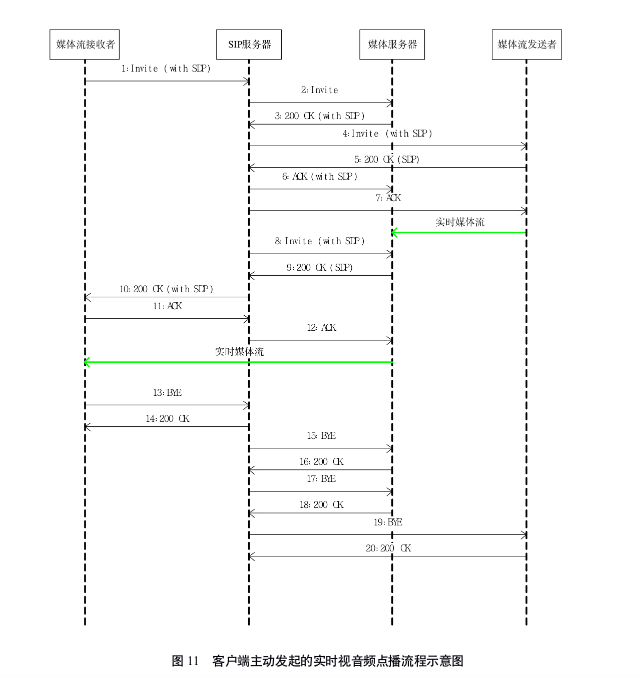 媒体流接收者
SIP服务器
媒体服务器
媒体流发送者
1:Invite (with SDP)
2:Invite
3:200 OK(with SDP)
4:Invite (with SDP)
5:200 OK(SDP)
6:ACK(with SDP)
7:ACK
实时媒体流
8:Invite (with SDP)
9:200 OK(SDP)
10:200 OK(with SDP)
11:ACK
12:ACK
实时媒体流
13:BYE
14:200 OK
15:BYE
16:200 OK
17:BYE
18:200 OK
19:BYE
20:200 OK
图 11 客户端主动发起的实时视音频点播流程示意图